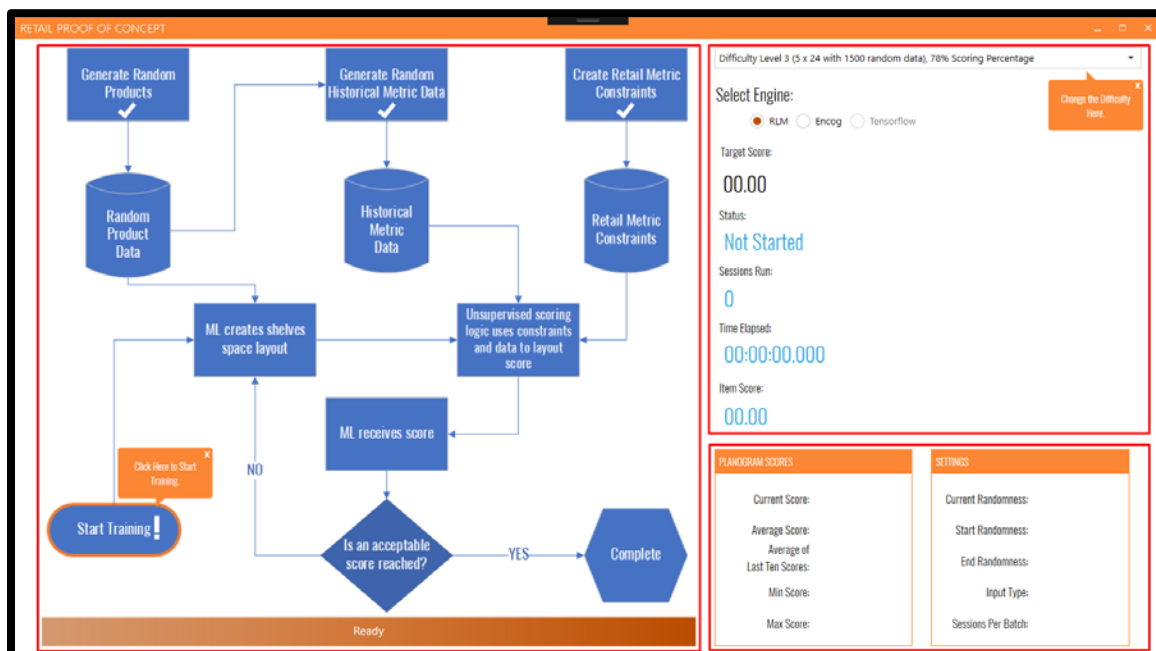 RETAIL PROOF OF CONCEPT
Generate Random
Products
Generate Random
Historical Metric Data
Create Retail Metric
Constraints
Random
Product
Data
Historical
Metric
Data
Retail Metric
Constraints
ML creates shelves
space layout
Unsupervised scoring
logic uses constraints
and data to layout
score
ML receives score
Click Here to Start
Training.
X
NO
Start Training!
Is an acceptable
score reached?
YES
Complete
Ready
Difficulty Level 3 (5 x 24 with 1500 random data), 78% Scoring Percentage
X
Change the Difficulty
Here.
Select Engine:
RLM
Encog
Tensorflow
Target Score:
00.00
Status:
Not Started
Sessions Run:
0
Time Elapsed:
00:00:00.000
Item Score:
00.00
PLANOGRAM SCORES
Current Score:
Average Score:
Average of
Last Ten Scores:
Min Score:
Max Score:
SETTINGS
Current Randomness:
Start Randomness:
End Randomness:
Input Type:
Sessions Per Batch: